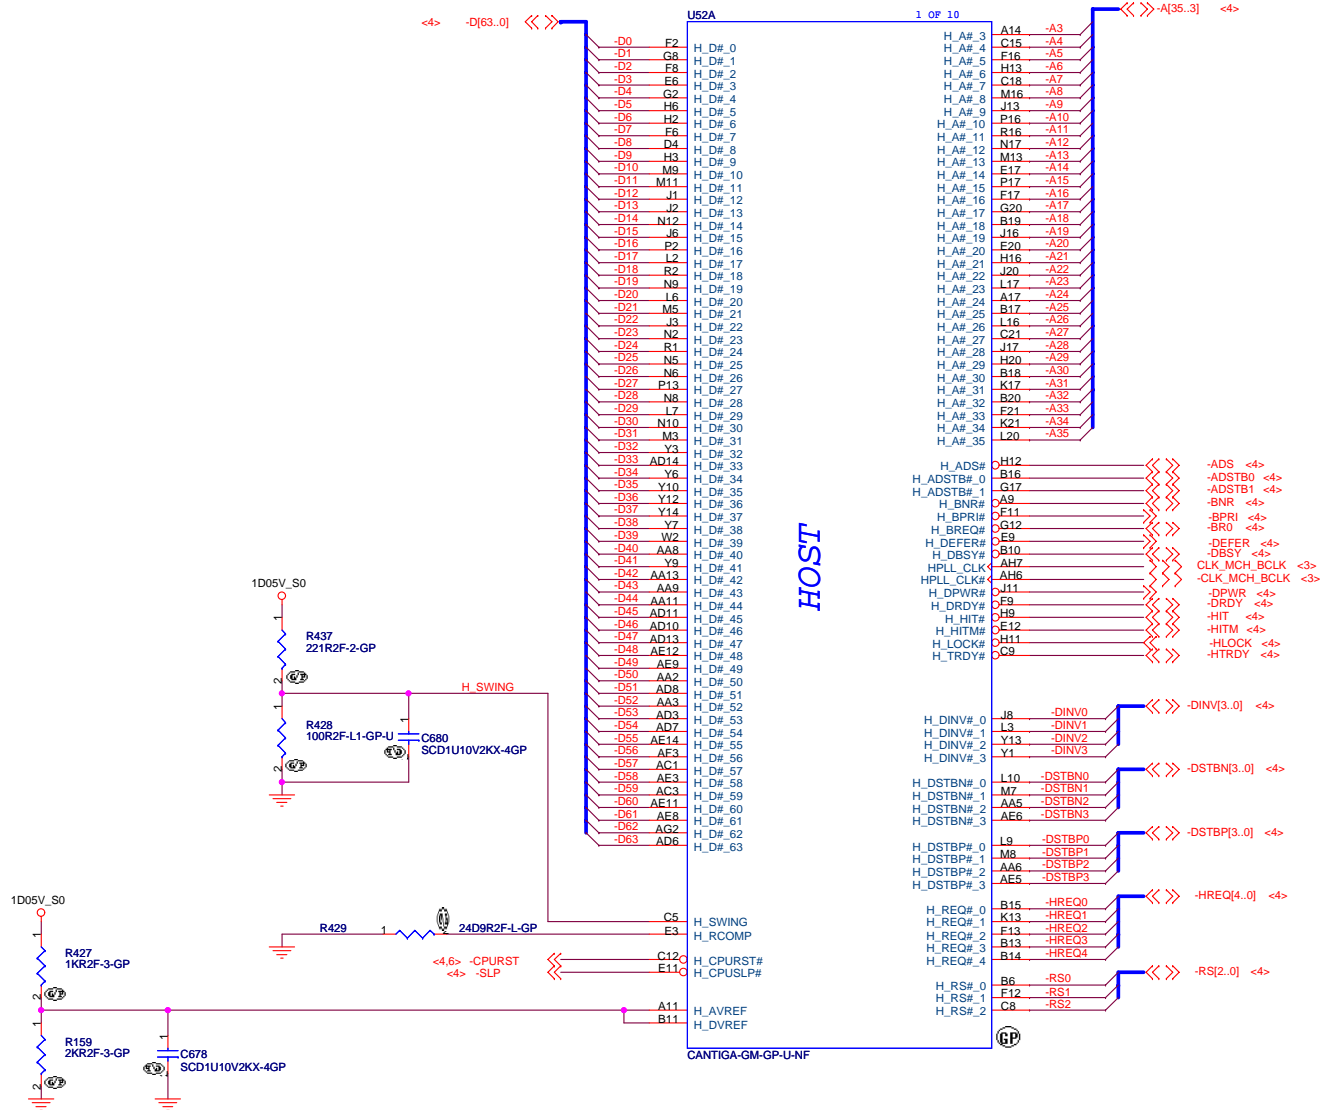 <4> -D[63..0]
U52A 1 OF 10
-A[35..3] <4>
-D0 F2 H_D#_0
-D1 G8 H_D#_1
-D2 F8 H_D#_2
-D3 E6 H_D#_3
-D4 G2 H_D#_4
-D5 H6 H_D#_5
-D6 H2 H_D#_6
-D7 F6 H_D#_7
-D8 D4 H_D#_8
-D9 H3 H_D#_9
-D10 M9 H_D#_10
-D11 M11 H_D#_11
-D12 J1 H_D#_12
-D13 J2 H_D#_13
-D14 N12 H_D#_14
-D15 J6 H_D#_15
-D16 P2 H_D#_16
-D17 L2 H_D#_17
-D18 R2 H_D#_18
-D19 N9 H_D#_19
-D20 L6 H_D#_20
-D21 M5 H_D#_21
-D22 J3 H_D#_22
-D23 N2 H_D#_23
-D24 R1 H_D#_24
-D25 N5 H_D#_25
-D26 N6 H_D#_26
-D27 P13 H_D#_27
-D28 N8 H_D#_28
-D29 L7 H_D#_29
-D30 N10 H_D#_30
-D31 M3 H_D#_31
-D32 Y3 H_D#_32
-D33 AD14 H_D#_33
-D34 Y6 H_D#_34
-D35 Y10 H_D#_35
-D36 Y12 H_D#_36
-D37 Y14 H_D#_37
-D38 Y7 H_D#_38
-D39 W2 H_D#_39
-D40 AA8 H_D#_40
-D41 Y9 H_D#_41
-D42 AA13 H_D#_42
-D43 AA9 H_D#_43
-D44 AA11 H_D#_44
-D45 AD11 H_D#_45
-D46 AD10 H_D#_46
-D47 AD13 H_D#_47
-D48 AE12 H_D#_48
-D49 AE9 H_D#_49
-D50 AA2 H_D#_50
-D51 AD8 H_D#_51
-D52 AA3 H_D#_52
-D53 AD3 H_D#_53
-D54 AD7 H_D#_54
-D55 AE14 H_D#_55
-D56 AF3 H_D#_56
-D57 AC1 H_D#_57
-D58 AE3 H_D#_58
-D59 AC3 H_D#_59
-D60 AE11 H_D#_60
-D61 AE8 H_D#_61
-D62 AG2 H_D#_62
-D63 AD6 H_D#_63
H_A#_3 A14 -A3
H_A#_4 C15 -A4
H_A#_5 F16 -A5
H_A#_6 H13 -A6
H_A#_7 C18 -A7
H_A#_8 M16 -A8
H_A#_9 J13 -A9
H_A#_10 P16 -A10
H_A#_11 R16 -A11
H_A#_12 N17 -A12
H_A#_13 M13 -A13
H_A#_14 E17 -A14
H_A#_15 P17 -A15
H_A#_16 F17 -A16
H_A#_17 G20 -A17
H_A#_18 B19 -A18
H_A#_19 J16 -A19
H_A#_20 E20 -A20
H_A#_21 H16 -A21
H_A#_22 J20 -A22
H_A#_23 L17 -A23
H_A#_24 A17 -A24
H_A#_25 B17 -A25
H_A#_26 L16 -A26
H_A#_27 C21 -A27
H_A#_28 J17 -A28
H_A#_29 H20 -A29
H_A#_30 B18 -A30
H_A#_31 K17 -A31
H_A#_32 B20 -A32
H_A#_33 F21 -A33
H_A#_34 K21 -A34
H_A#_35 L20 -A35
H_ADS# H12 -ADS <4>
H_ADSTB#_0 B16 -ADSTB0 <4>
H_ADSTB#_1 G17 -ADSTB1 <4>
H_BNR# A9 -BNR <4>
H_BPRI# F11 -BPRI <4>
H_BREQ# G12 -BR0 <4>
H_DEFER# E9 -DEFER <4>
H_DBSY# B10 -DBSY <4>
HPLL_CLK AH7 CLK_MCH_BCLK <3>
HPLL_CLK# AH6 -CLK_MCH_BCLK <3>
H_DPWR# J11 -DPWR <4>
H_DRDY# F9 -DRDY <4>
H_HIT# H9 -HIT <4>
H_HITM# E12 -HITM <4>
H_LOCK# H11 -HLOCK <4>
H_TRDY# C9 -HTRDY <4>
HOST
H_DINV#_0 J8 -DINV0
H_DINV#_1 L3 -DINV1
H_DINV#_2 Y13 -DINV2
H_DINV#_3 Y1 -DINV3
-DINV[3..0] <4>
H_DSTBN#_0 L10 -DSTBN0
H_DSTBN#_1 M7 -DSTBN1
H_DSTBN#_2 AA5 -DSTBN2
H_DSTBN#_3 AE6 -DSTBN3
-DSTBN[3..0] <4>
H_DSTBP#_0 L9 -DSTBP0
H_DSTBP#_1 M8 -DSTBP1
H_DSTBP#_2 AA6 -DSTBP2
H_DSTBP#_3 AE5 -DSTBP3
-DSTBP[3..0] <4>
H_REQ#_0 B15 -HREQ0
H_REQ#_1 K13 -HREQ1
H_REQ#_2 F13 -HREQ2
H_REQ#_3 B13 -HREQ3
H_REQ#_4 B14 -HREQ4
-HREQ[4..0] <4>
H_RS#_0 B6 -RS0
H_RS#_1 F12 -RS1
H_RS#_2 C8 -RS2
-RS[2..0] <4>
1D05V_S0
1
R437
221R2F-2-GP
2 G/P
H_SWING
1
R428
100R2F-L1-GP-U
2 G/P
1
C680
SCD1U10V2KX-4GP
2
C5 H_SWING
R429 1 2 24D9R2F-L-GP E3 H_RCOMP
<4,6> -CPURST C12 H_CPURST#
<4> -SLP E11 H_CPUSLP#
1D05V_S0
1
R427
1KR2F-3-GP
2 G/P
A11 H_AVREF
B11 H_DVREF
1
R159
2KR2F-3-GP
2 G/P
1
C678
SCD1U10V2KX-4GP
2
GP
CANTIGA-GM-GP-U-NF